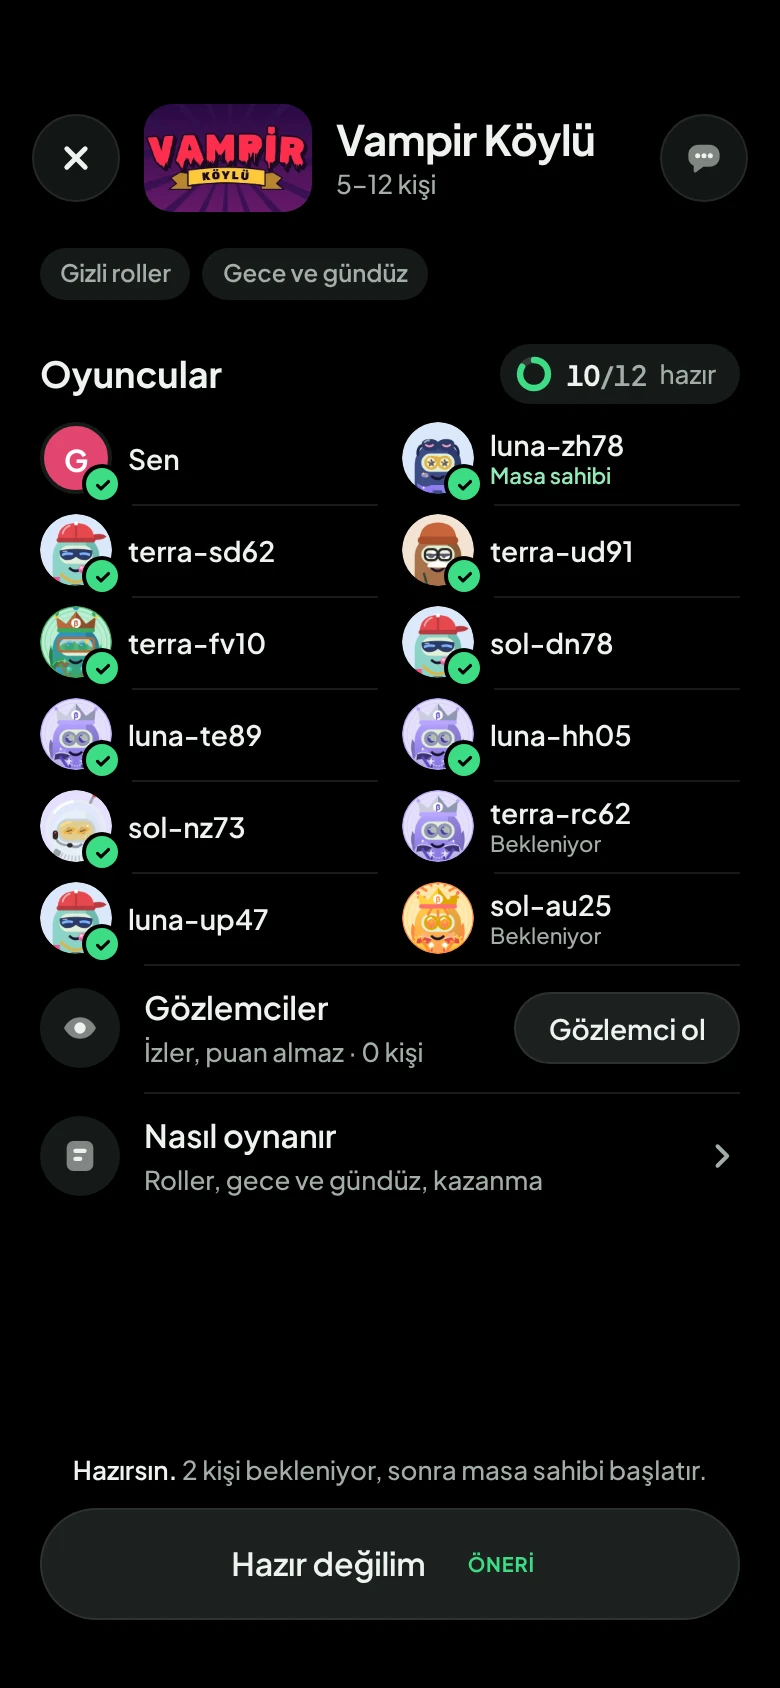 VAMPİR
KÖYLÜ
Vampir Köylü
5–12 kişi
Gizli roller
Gece ve gündüz
Oyuncular
10/12 hazır
G
Sen
luna-zh78
Masa sahibi
terra-sd62
terra-ud91
terra-fv10
sol-dn78
luna-te89
luna-hh05
sol-nz73
terra-rc62
Bekleniyor
luna-up47
sol-au25
Bekleniyor
Gözlemciler
İzler, puan almaz · 0 kişi
Gözlemci ol
Nasıl oynanır
Roller, gece ve gündüz, kazanma
Hazırsın. 2 kişi bekleniyor, sonra masa sahibi başlatır.
Hazır değilim ÖNERİ